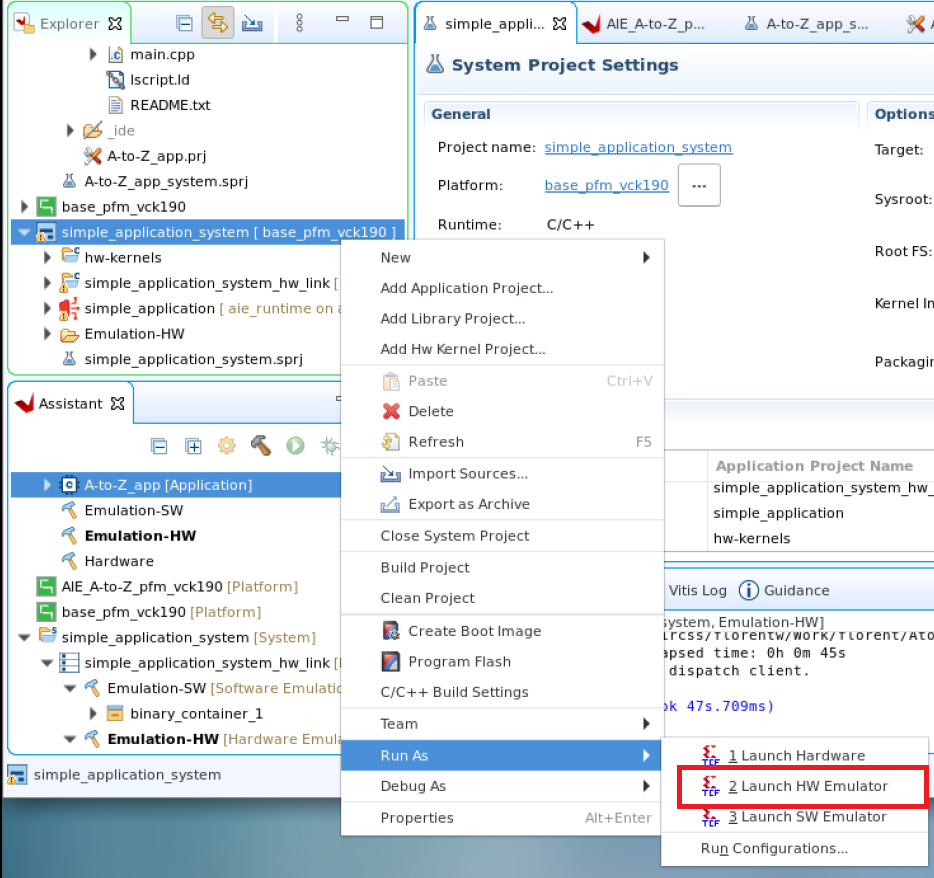 Explorer
main.cpp
lscript.ld
README.txt
_ide
A-to-Z_app.prj
A-to-Z_app_system.sprj
base_pfm_vck190
simple_application_system [ base_pfm_vck190 ]
hw-kernels
simple_application_system_hw_link [
simple_application [ aie_runtime on a
Emulation-HW
simple_application_system.sprj
Assistant
A-to-Z_app [Application]
Emulation-SW
Emulation-HW
Hardware
AIE_A-to-Z_pfm_vck190 [Platform]
base_pfm_vck190 [Platform]
simple_application_system [System]
simple_application_system_hw_link
Emulation-SW [Software Emulatio
binary_container_1
Emulation-HW [Hardware Emula
simple_application_system
simple_appli...
AIE_A-to-Z_p...
A-to-Z_app_s...
System Project Settings
General
Project name: simple_application_system
Platform: base_pfm_vck190 ...
Runtime: C/C++
Options
Target:
Sysroot:
Root FS:
Kernel In
Packagin
Application Project Name
simple_application_system_hw_
simple_application
hw-kernels
Vitis Log Guidance
system, Emulation-HW]
ircss/florentw/Work/florent/Ato
apsed time: 0h 0m 45s
dispatch client.
ok 47s.709ms)
New
Add Application Project...
Add Library Project...
Add Hw Kernel Project...
Paste Ctrl+V
Delete
Refresh F5
Import Sources...
Export as Archive
Close System Project
Build Project
Clean Project
Create Boot Image
Program Flash
C/C++ Build Settings
Team
Run As
Debug As
Properties Alt+Enter
TCF 1 Launch Hardware
TCF 2 Launch HW Emulator
TCF 3 Launch SW Emulator
Run Configurations...